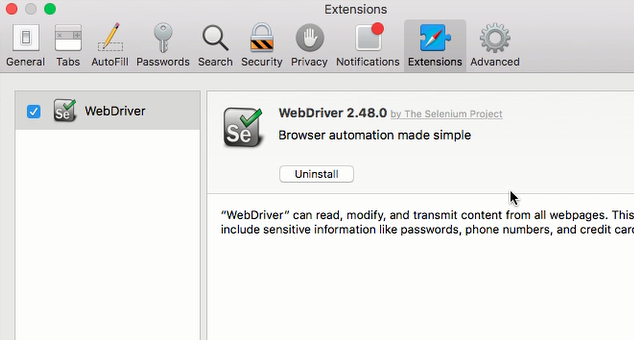 Extensions
General Tabs AutoFill Passwords Search Security Privacy Notifications Extensions Advanced
WebDriver
Se
Se
WebDriver 2.48.0 by The Selenium Project
Browser automation made simple
Uninstall
“WebDriver” can read, modify, and transmit content from all webpages. This
include sensitive information like passwords, phone numbers, and credit